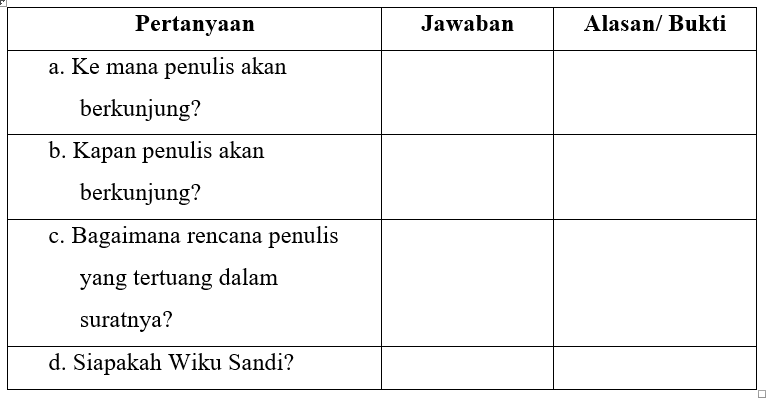 Pertanyaan Jawaban Alasan/ Bukti
a. Ke mana penulis akan
berkunjung?
b. Kapan penulis akan
berkunjung?
c. Bagaimana rencana penulis
yang tertuang dalam
suratnya?
d. Siapakah Wiku Sandi?